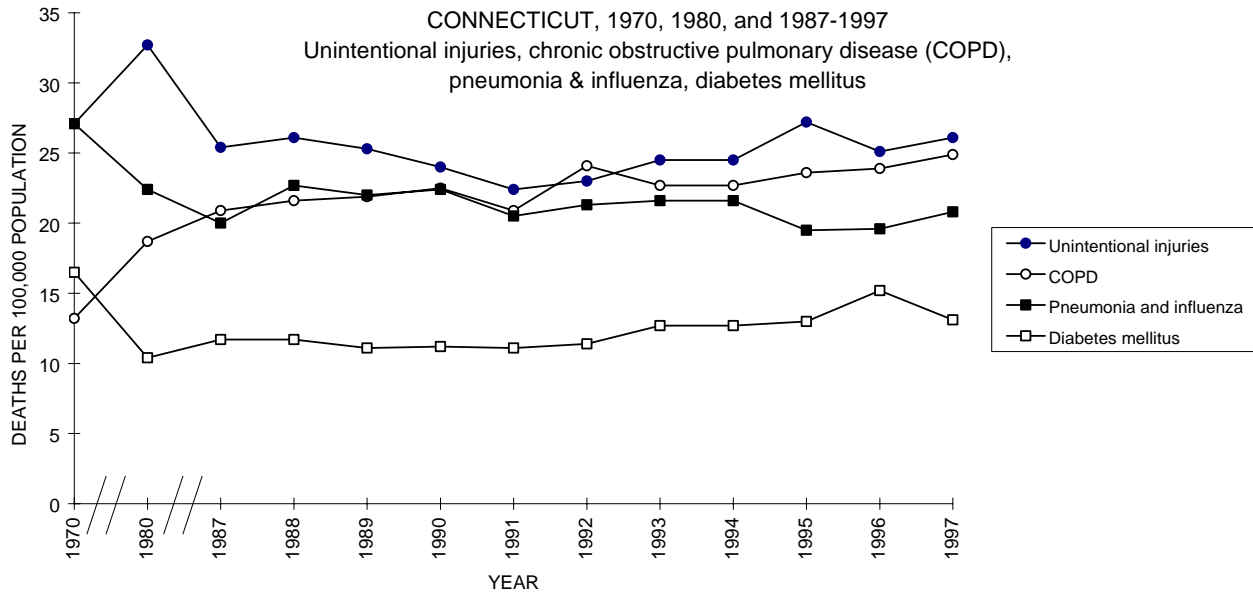 CONNECTICUT, 1970, 1980, and 1987-1997
Unintentional injuries, chronic obstructive pulmonary disease (COPD),
pneumonia & influenza, diabetes mellitus
DEATHS PER 100,000 POPULATION
35
30
25
20
15
10
5
0
1970
1980
1987
1988
1989
1990
1991
1992
1993
1994
1995
1996
1997
YEAR
Unintentional injuries
COPD
Pneumonia and influenza
Diabetes mellitus